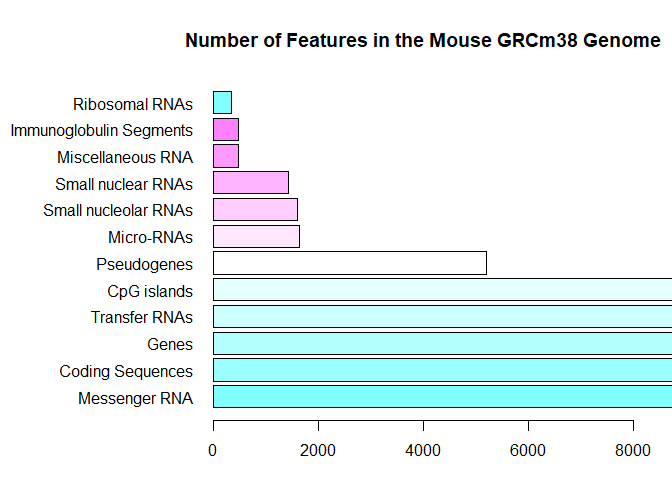 Number of Features in the Mouse GRCm38 Genome
Ribosomal RNAs
Immunoglobulin Segments
Miscellaneous RNA
Small nuclear RNAs
Small nucleolar RNAs
Micro-RNAs
Pseudogenes
CpG islands
Transfer RNAs
Genes
Coding Sequences
Messenger RNA
0 2000 4000 6000 8000